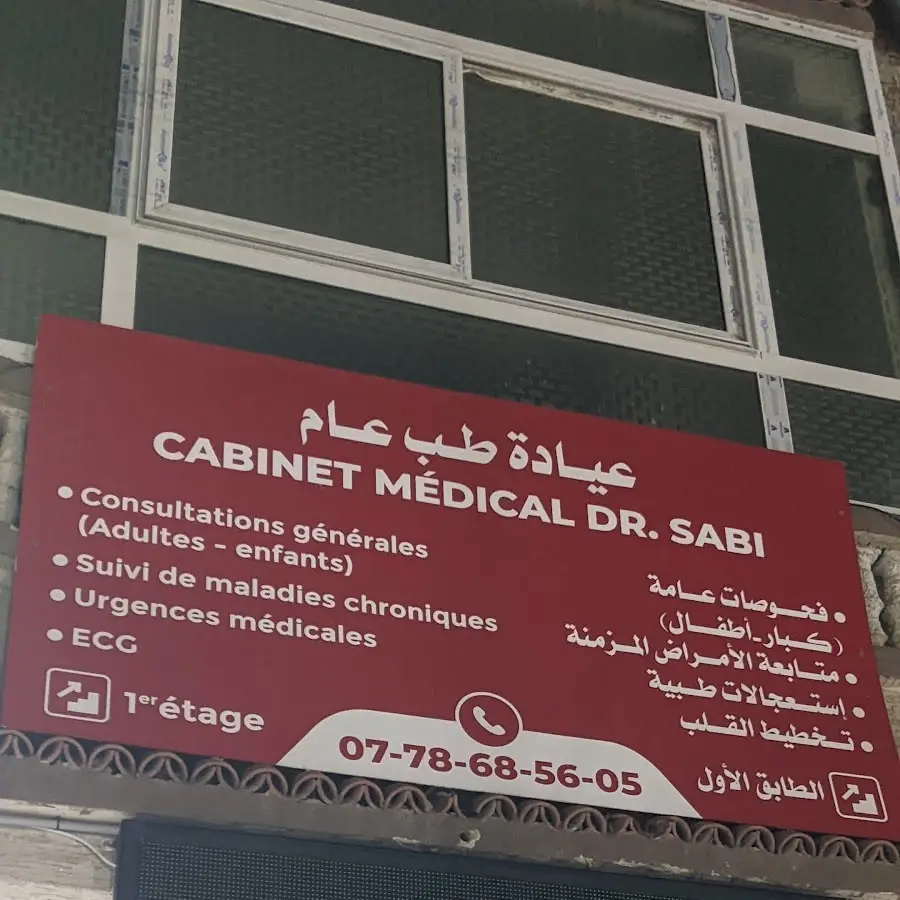 عيادة طب عام
CABINET MÉDICAL DR. SABI
• Consultations générales
(Adultes - enfants)
• Suivi de maladies chroniques
• Urgences médicales
• ECG
1er étage
• فحوصات عامة
(كبار-أطفال)
• متابعة الأمراض المزمنة
• إستعجالات طبية
• تخطيط القلب
الطابق الأول
07-78-68-56-05